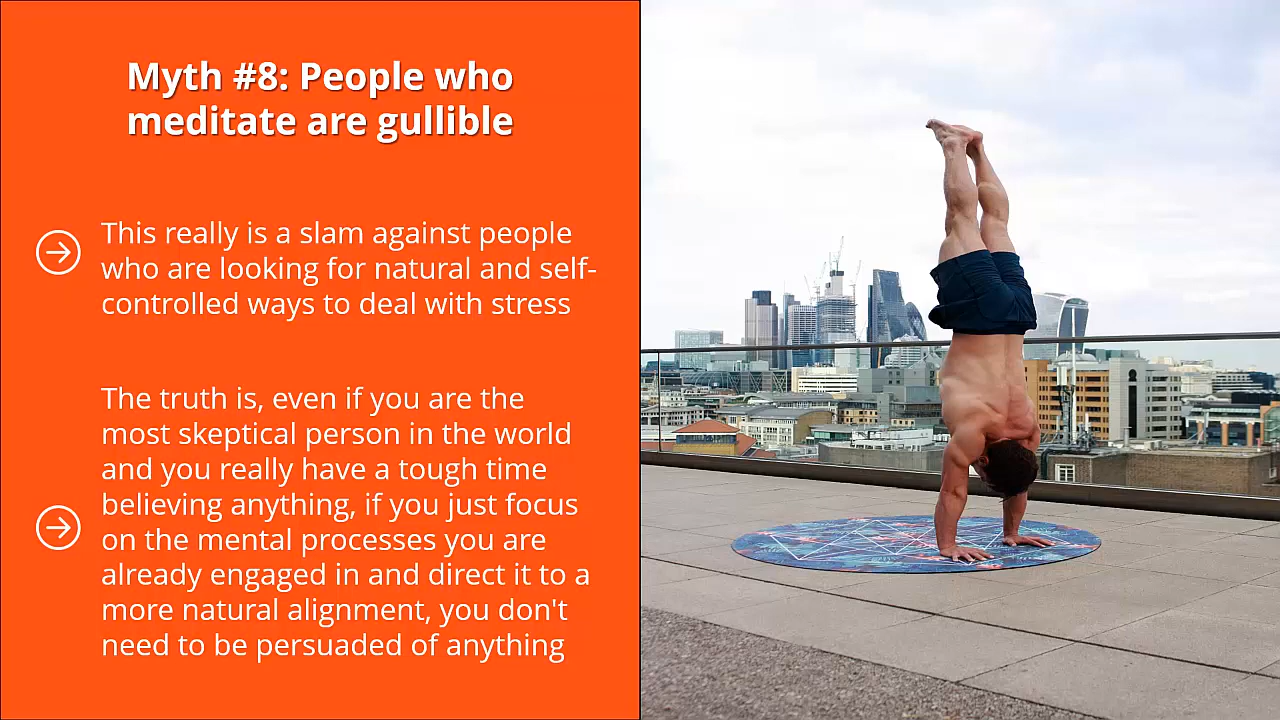 Myth #8: People who
meditate are gullible
This really is a slam against people
who are looking for natural and self-
controlled ways to deal with stress
The truth is, even if you are the
most skeptical person in the world
and you really have a tough time
believing anything, if you just focus
on the mental processes you are
already engaged in and direct it to a
more natural alignment, you don't
need to be persuaded of anything